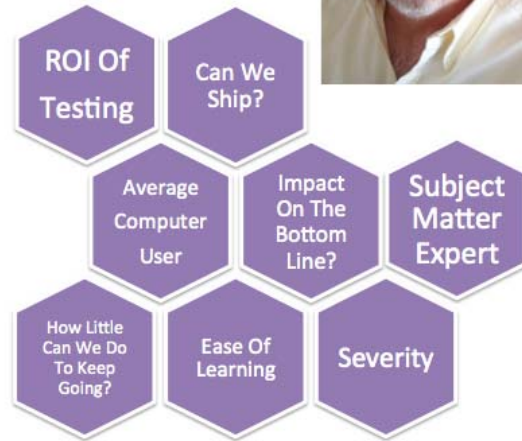 ROI Of
Testing
Can We
Ship?
Average
Computer
User
Impact
On The
Bottom
Line?
Subject
Matter
Expert
How Little
Can We Do
To Keep
Going?
Ease Of
Learning
Severity